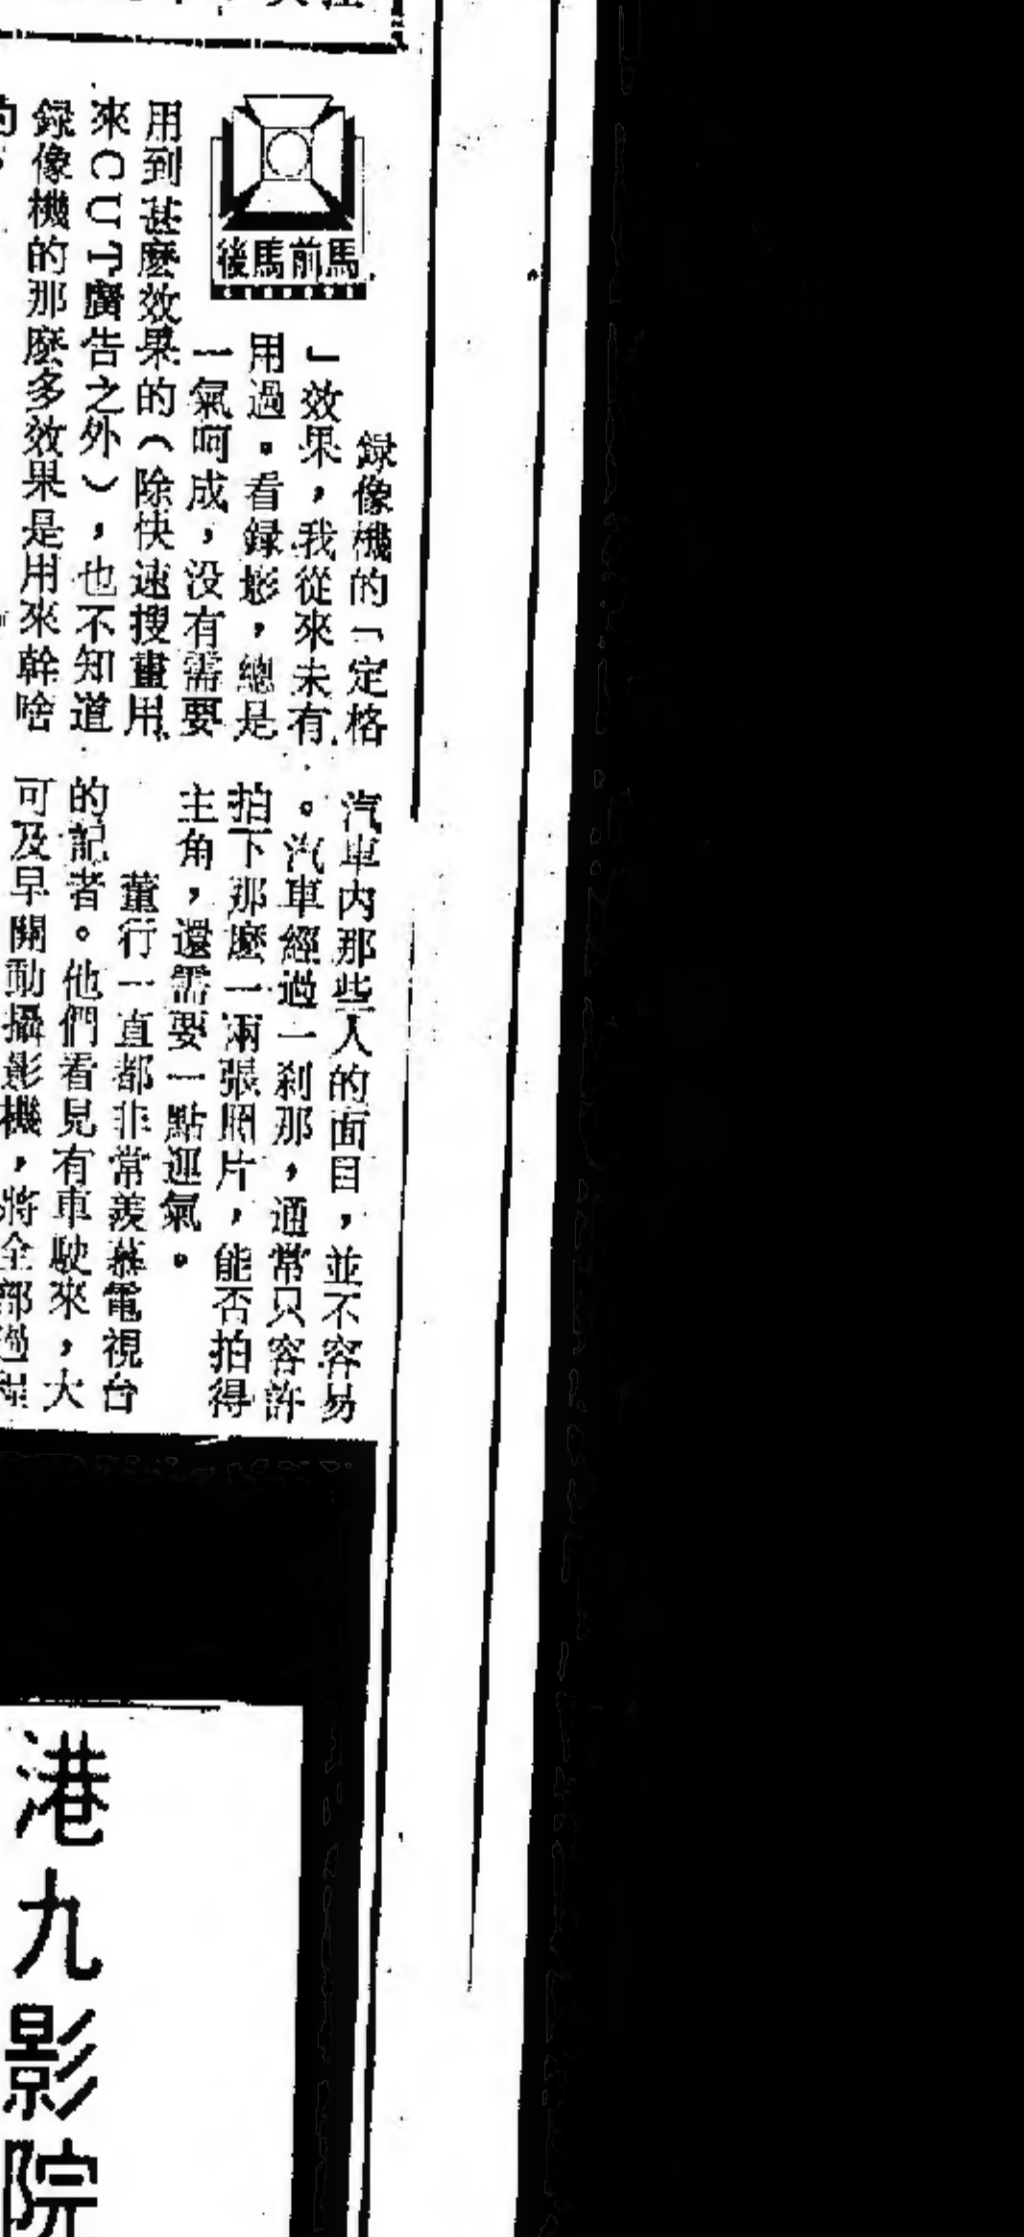 馬前馬後
錄像機的「定格
」效果，我從來未有
用過。看錄影，總是
一氣呵成，没有需要
用到甚麽效果的（除快速搜畫用
來CUT廣告之外），也不知道
錄像機的那麽多效果是用來幹啥
的，
汽車内那些人的面目，並不容易
。汽車經過一刹那，通常只容許
拍下那麽一兩張照片，能否拍得
主角，還需要一點運氣。
董行一直都非常羨慕電視台
的記者。他們看見有車駛來，大
可及早開動攝影機，將全部過程
港九影院